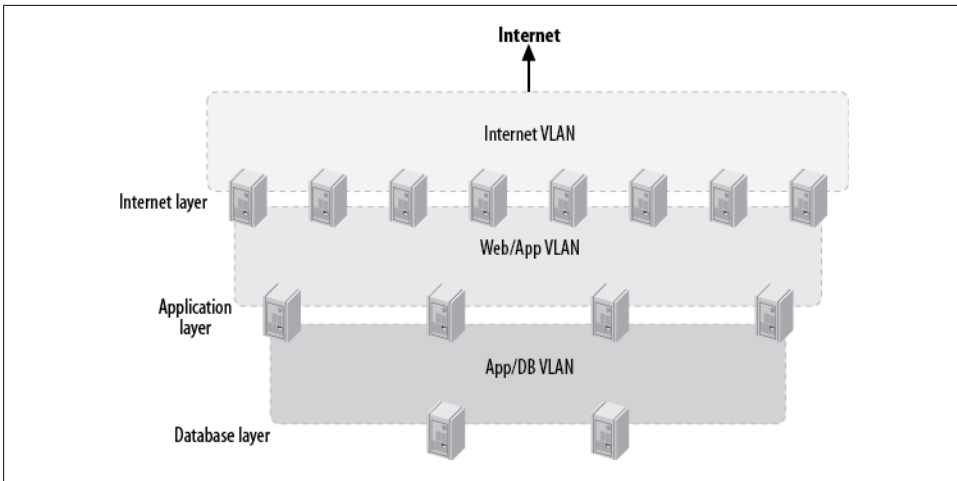 Internet
Internet VLAN
Internet layer
Web/App VLAN
Application
layer
App/DB VLAN
Database layer